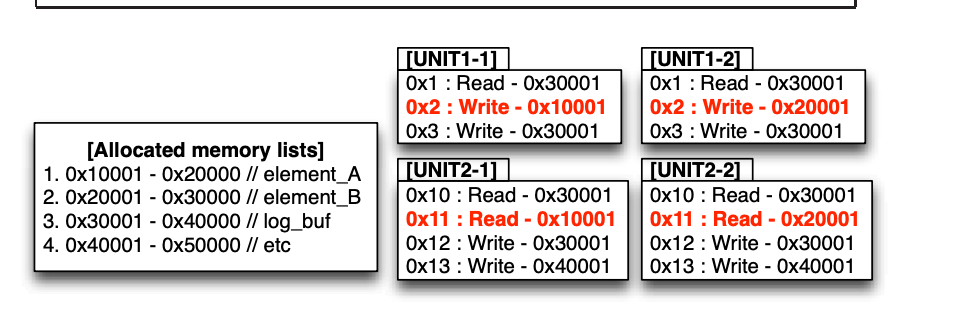 [Allocated memory lists]
1. 0x10001 - 0x20000 // element_A
2. 0x20001 - 0x30000 // element_B
3. 0x30001 - 0x40000 // log_buf
4. 0x40001 - 0x50000 // etc
[UNIT1-1]
0x1 : Read - 0x30001
0x2 : Write - 0x10001
0x3 : Write - 0x30001
[UNIT1-2]
0x1 : Read - 0x30001
0x2 : Write - 0x20001
0x3 : Write - 0x30001
[UNIT2-1]
0x10 : Read - 0x30001
0x11 : Read - 0x10001
0x12 : Write - 0x30001
0x13 : Write - 0x40001
[UNIT2-2]
0x10 : Read - 0x30001
0x11 : Read - 0x20001
0x12 : Write - 0x30001
0x13 : Write - 0x40001